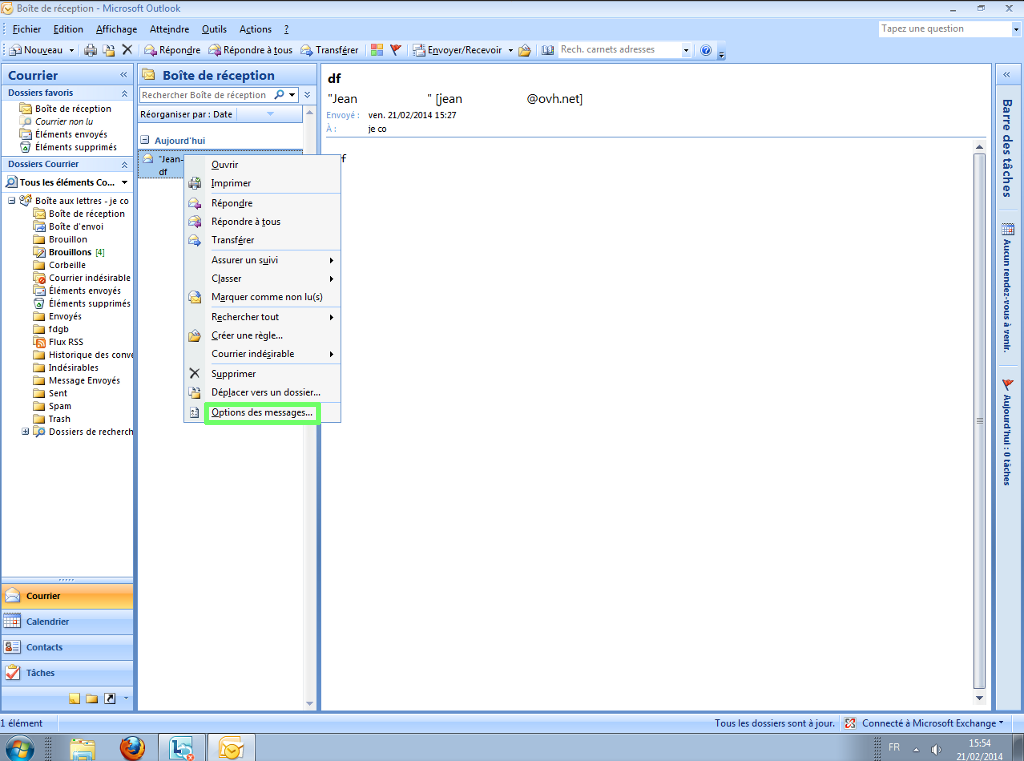 Boîte de réception - Microsoft Outlook
Fichier Edition Affichage Atteindre Outils Actions ?
Tapez une question
Nouveau Répondre Répondre à tous Transférer Envoyer/Recevoir Rech. carnets adresses
Courrier
Dossiers favoris
Boîte de réception
Courrier non lu
Éléments envoyés
Éléments supprimés
Dossiers Courrier
Tous les éléments Co...
Boîte aux lettres - je co
Boîte de réception
Boîte d'envoi
Brouillon
Brouillons [4]
Corbeille
Courrier indésirable
Éléments envoyés
Éléments supprimés
Envoyés
fdgb
Flux RSS
Historique des conve
Indésirables
Message Envoyés
Sent
Spam
Trash
Dossiers de recherch
Courrier
Calendrier
Contacts
Tâches
Boîte de réception
Rechercher Boîte de réception
Réorganiser par : Date
Aujourd'hui
"Jean-
df
Ouvrir
Imprimer
Répondre
Répondre à tous
Transférer
Assurer un suivi
Classer
Marquer comme non lu(s)
Rechercher tout
Créer une règle...
Courrier indésirable
Supprimer
Déplacer vers un dossier...
Options des messages...
df
"Jean " [jean @ovh.net]
Envoyé : ven. 21/02/2014 15:27
À : je co
f
Barre des tâches
Aucun rendez-vous à venir.
Aujourd'hui : 0 tâches
1 élément
Tous les dossiers sont à jour. Connecté à Microsoft Exchange
FR
15:54
21/02/2014